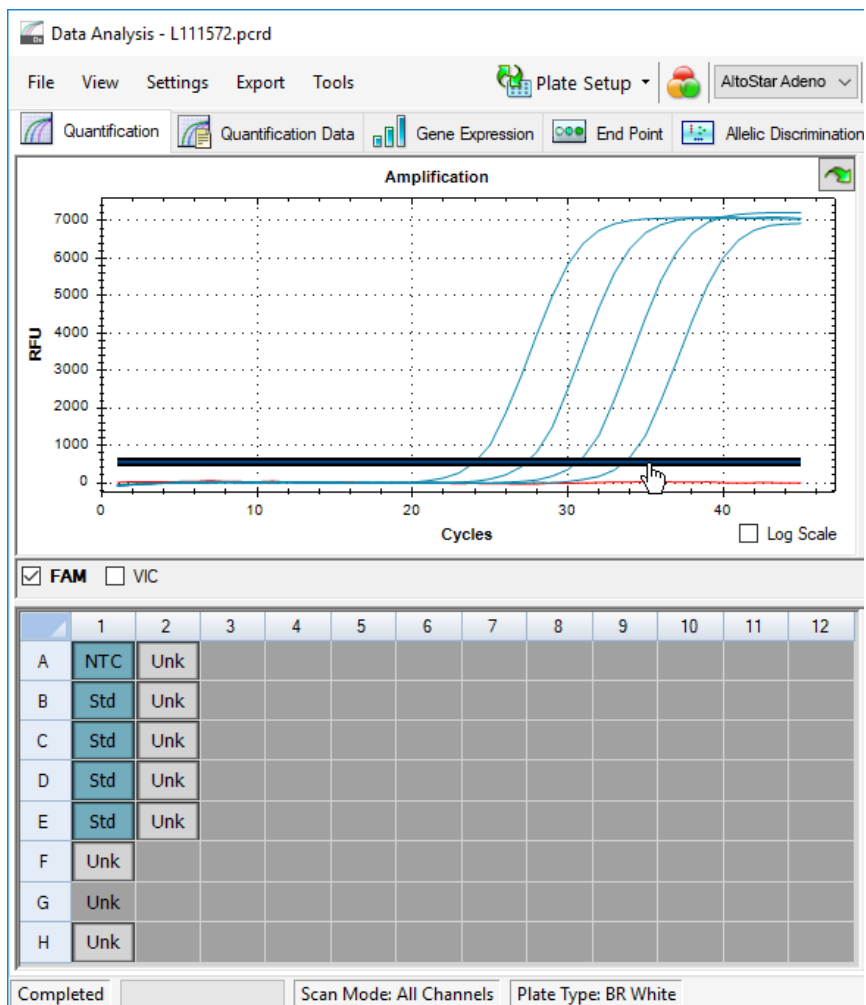 Data Analysis - L111572.pcrd
File View Settings Export Tools Plate Setup AltoStar Adeno
Quantification Quantification Data Gene Expression End Point Allelic Discrimination
Amplification
7000
6000
5000
4000
3000
2000
1000
0
RFU
0 10 20 30 40
Cycles
Log Scale
FAM VIC
1 2 3 4 5 6 7 8 9 10 11 12
A NTC Unk
B Std Unk
C Std Unk
D Std Unk
E Std Unk
F Unk
G Unk
H Unk
Completed Scan Mode: All Channels Plate Type: BR White